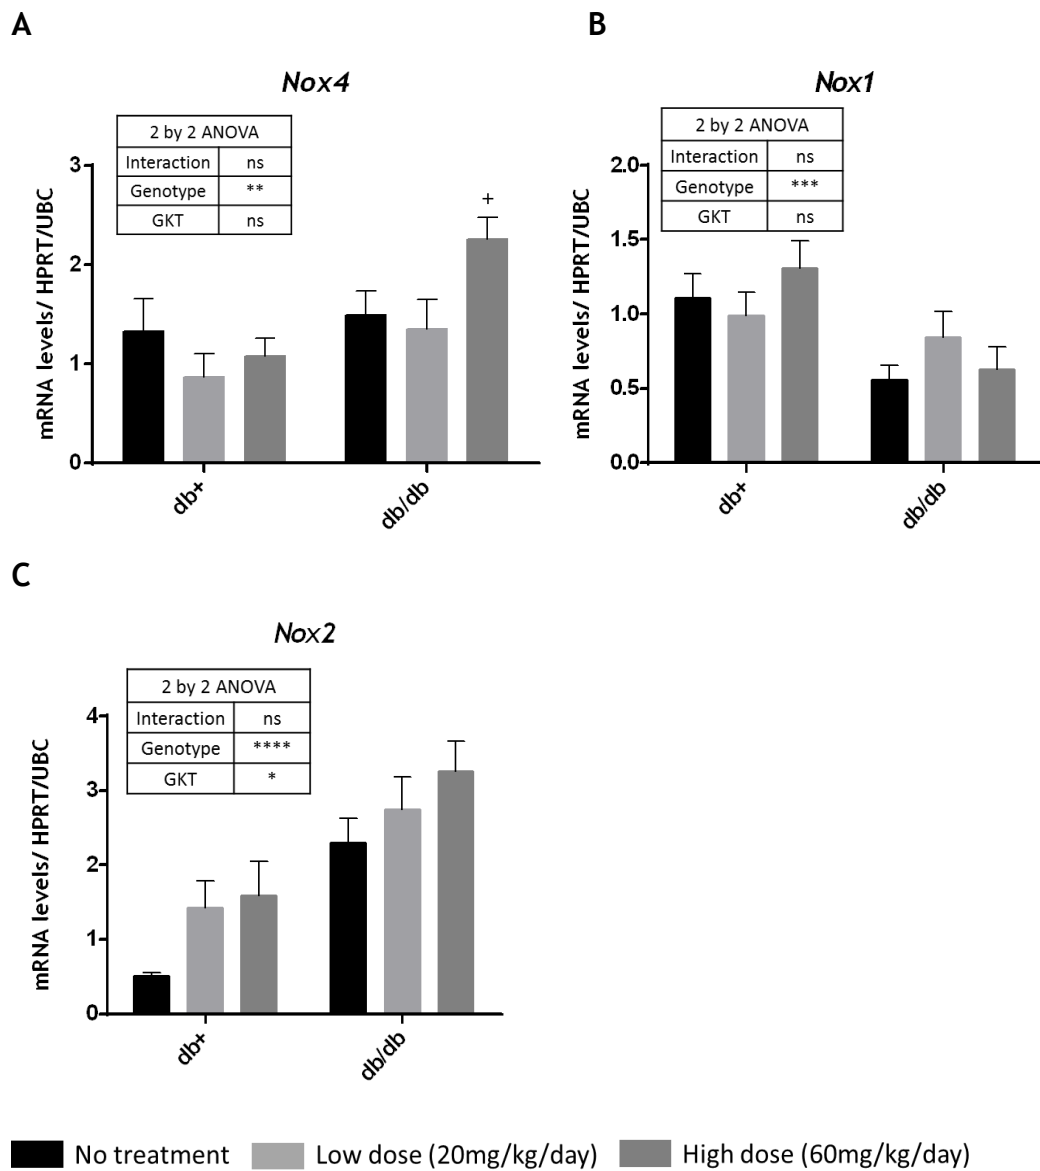 A
Nox4
2 by 2 ANOVA
Interaction ns
Genotype **
GKT ns
mRNA levels/ HPRT/UBC
3
2
1
0
+
db+
db/db
B
Nox1
2 by 2 ANOVA
Interaction ns
Genotype ***
GKT ns
mRNA levels/ HPRT/UBC
2.0
1.5
1.0
0.5
0.0
db+
db/db
C
Nox2
2 by 2 ANOVA
Interaction ns
Genotype ****
GKT *
mRNA levels/ HPRT/UBC
4
3
2
1
0
db+
db/db
No treatment
Low dose (20mg/kg/day)
High dose (60mg/kg/day)